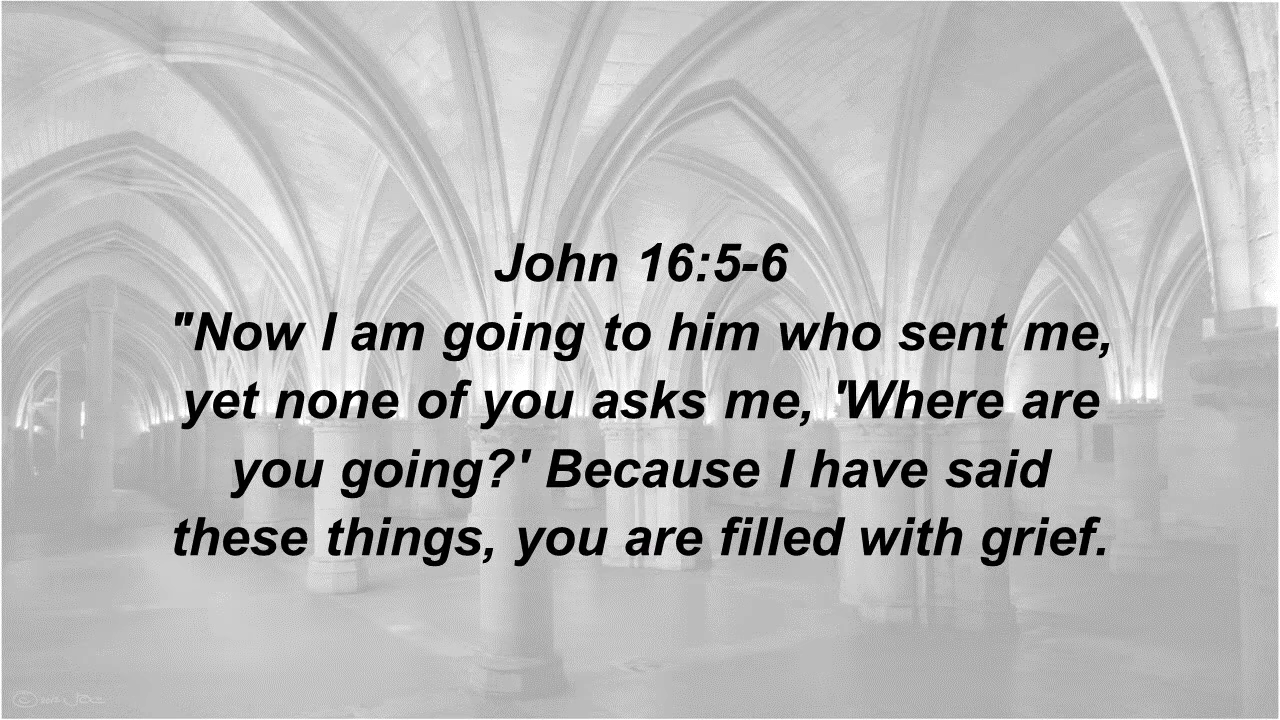 John 16:5-6
"Now I am going to him who sent me,
yet none of you asks me, 'Where are
you going?' Because I have said
these things, you are filled with grief.